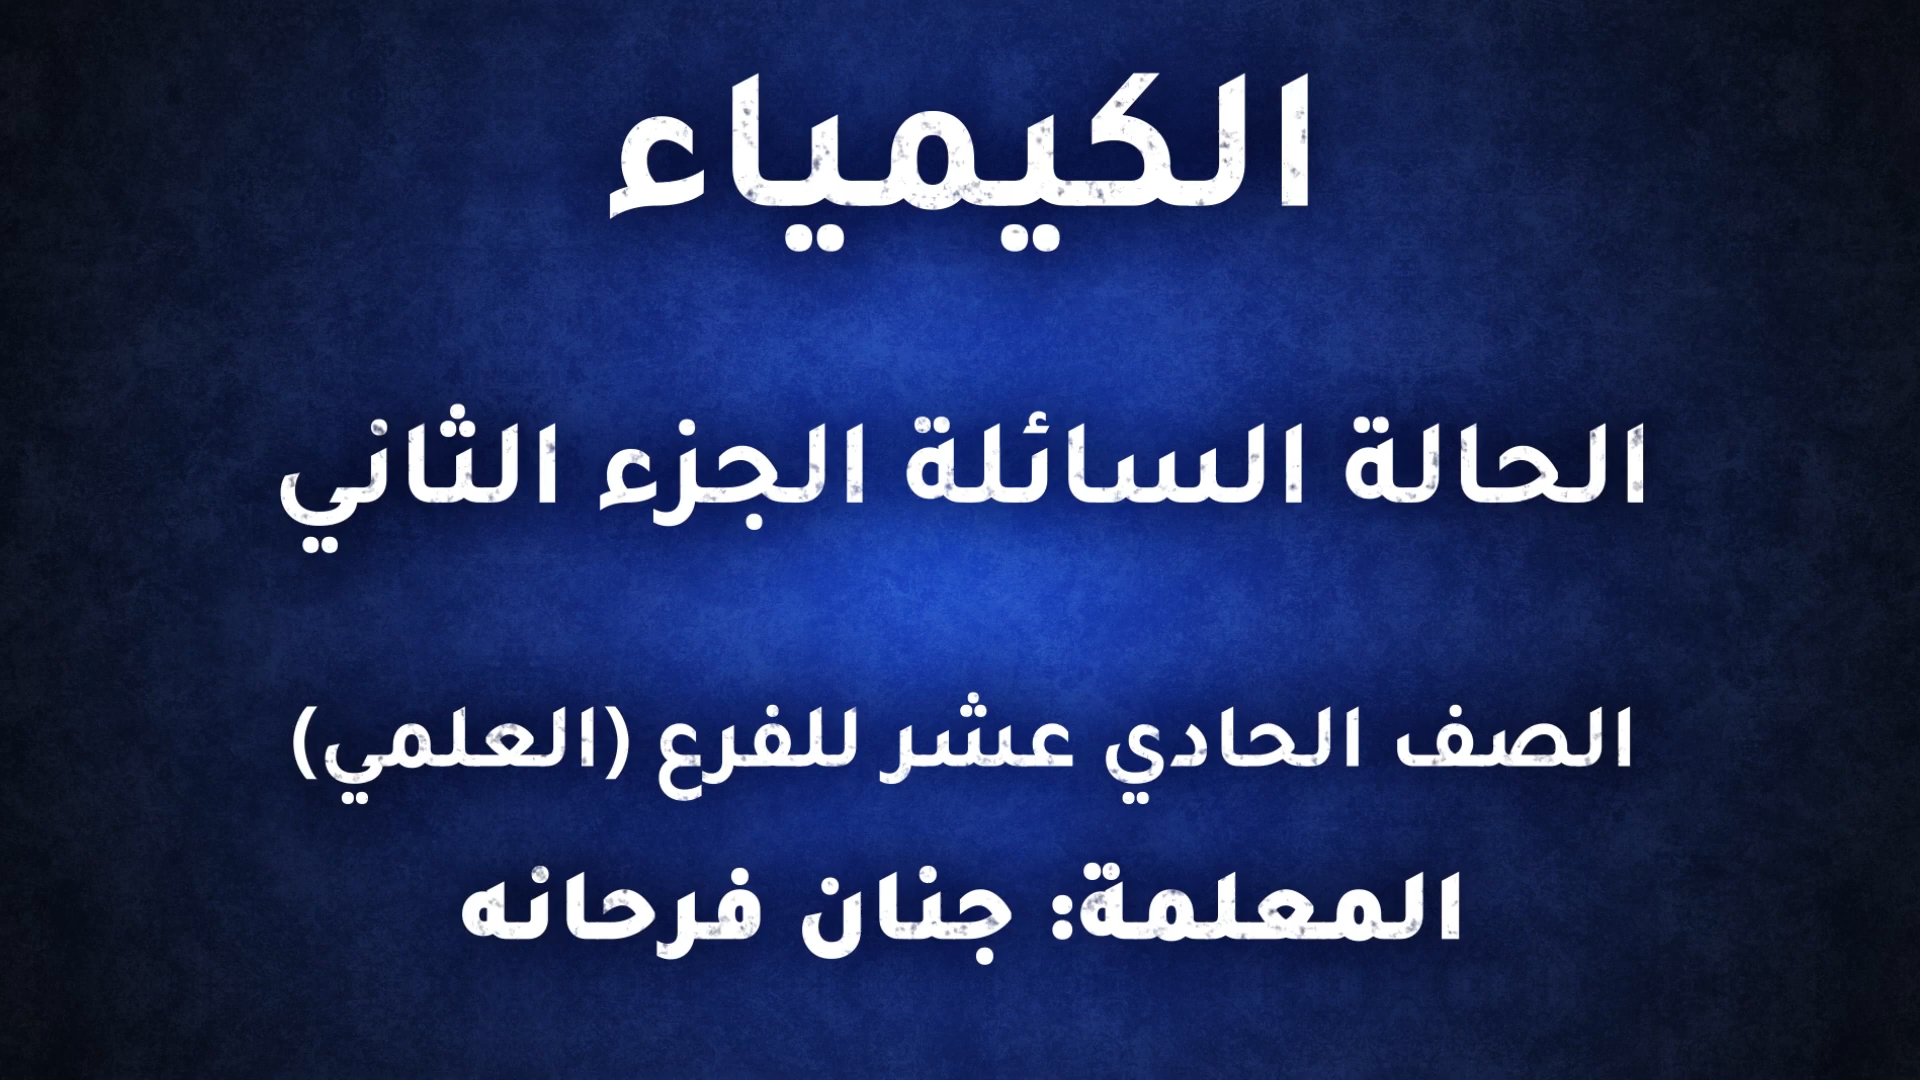 الكيمياء
الحالة السائلة الجزء الثاني
الصف الحادي عشر للفرع (العلمي)
المعلمة: جنان فرحانه